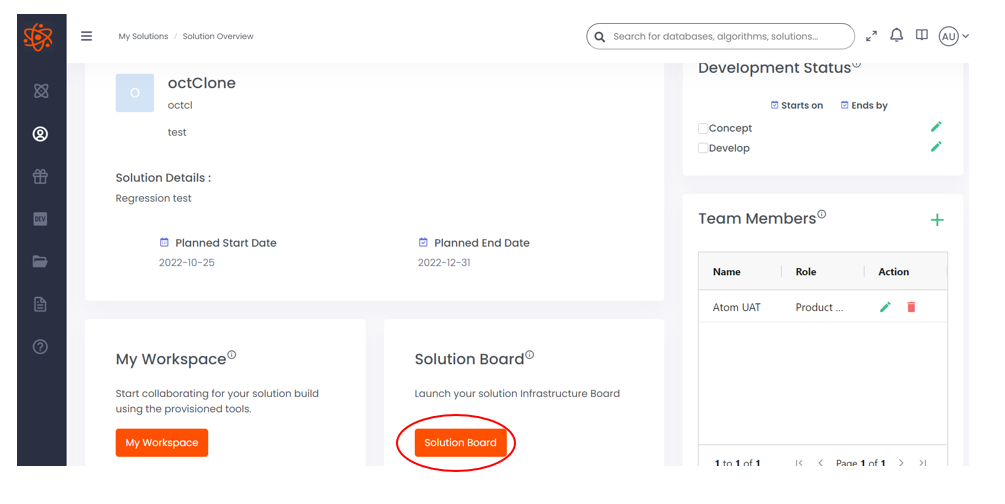 My Solutions / Solution Overview
Search for databases, algorithms, solutions...
AU
O
octClone
octcl
test
Solution Details :
Regression test
Planned Start Date
2022-10-25
Planned End Date
2022-12-31
My Workspace
Start collaborating for your solution build
using the provisioned tools.
My Workspace
Solution Board
Launch your solution Infrastructure Board
Solution Board
Development Status
Starts on Ends by
Concept
Develop
Team Members
Name Role Action
Atom UAT Product ...
1 to 1 of 1 Page 1 of 1
DEV